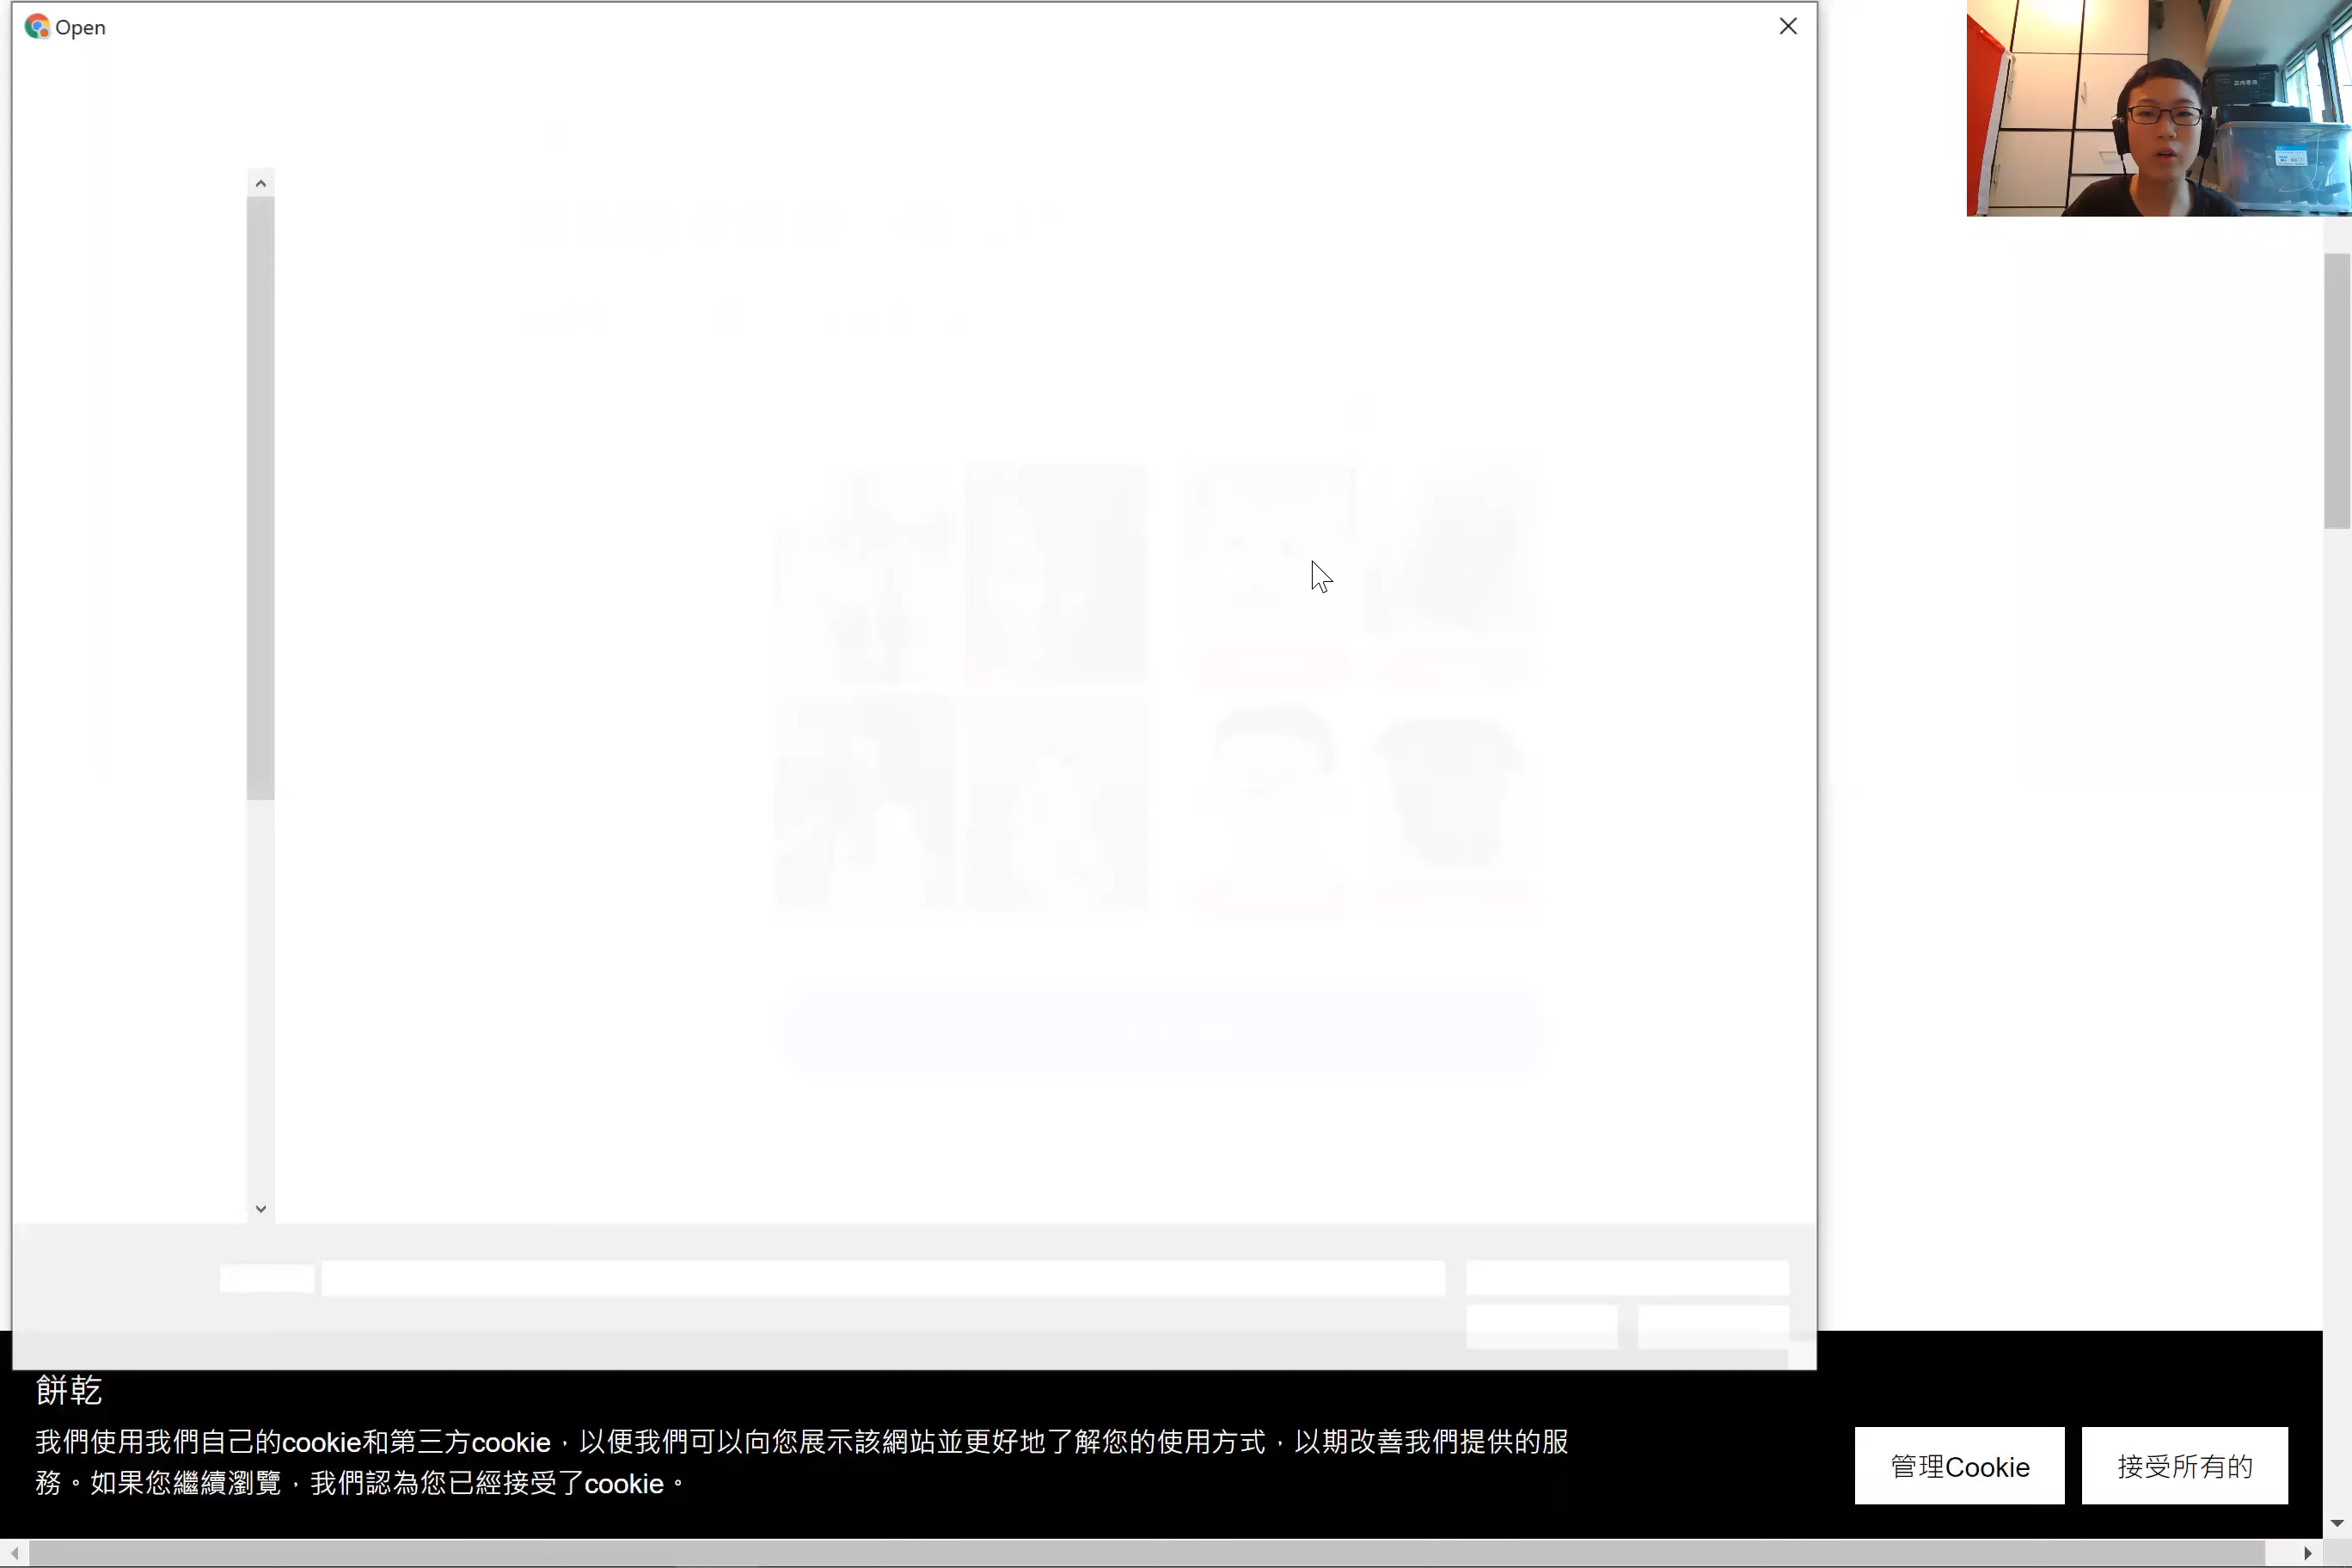 Open
餅乾
我們使用我們自己的cookie和第三方cookie，以便我們可以向您展示該網站並更好地了解您的使用方式，以期改善我們提供的服
務。如果您繼續瀏覽，我們認為您已經接受了cookie。
管理Cookie
接受所有的